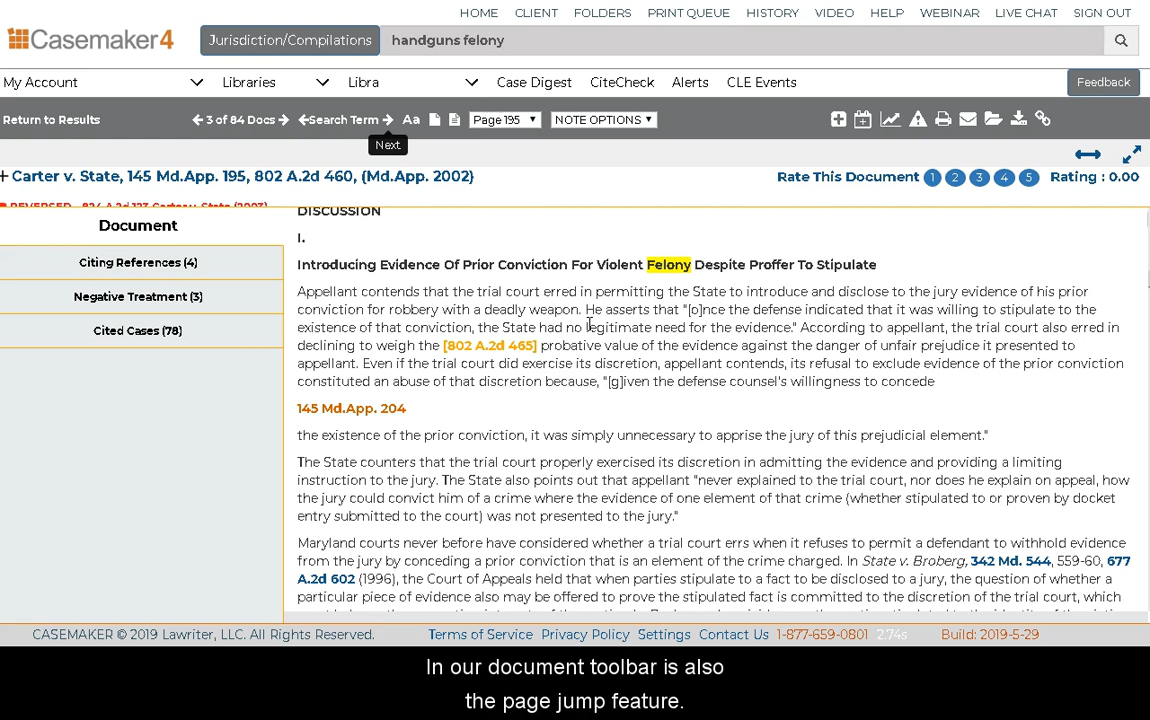 HOME CLIENT FOLDERS PRINT QUEUE HISTORY VIDEO HELP WEBINAR LIVE CHAT SIGN OUT
Casemaker4 Jurisdiction/Compilations handguns felony
My Account Libraries Libra Case Digest CiteCheck Alerts CLE Events Feedback
Return to Results 3 of 84 Docs Search Term Aa Page 195 NOTE OPTIONS
Next
+ Carter v. State, 145 Md.App. 195, 802 A.2d 460, (Md.App. 2002) Rate This Document 1 2 3 4 5 Rating : 0.00
REVERSED - 824 A.2d 123 Carter v. State (2003)
Document
Citing References (4)
Negative Treatment (3)
Cited Cases (78)
DISCUSSION
I.
Introducing Evidence Of Prior Conviction For Violent Felony Despite Proffer To Stipulate
Appellant contends that the trial court erred in permitting the State to introduce and disclose to the jury evidence of his prior
conviction for robbery with a deadly weapon. He asserts that "[o]nce the defense indicated that it was willing to stipulate to the
existence of that conviction, the State had no legitimate need for the evidence." According to appellant, the trial court also erred in
declining to weigh the [802 A.2d 465] probative value of the evidence against the danger of unfair prejudice it presented to
appellant. Even if the trial court did exercise its discretion, appellant contends, its refusal to exclude evidence of the prior conviction
constituted an abuse of that discretion because, "[g]iven the defense counsel's willingness to concede
145 Md.App. 204
the existence of the prior conviction, it was simply unnecessary to apprise the jury of this prejudicial element."
The State counters that the trial court properly exercised its discretion in admitting the evidence and providing a limiting
instruction to the jury. The State also points out that appellant "never explained to the trial court, nor does he explain on appeal, how
the jury could convict him of a crime where the evidence of one element of that crime (whether stipulated to or proven by docket
entry submitted to the court) was not presented to the jury."
Maryland courts never before have considered whether a trial court errs when it refuses to permit a defendant to withhold evidence
from the jury by conceding a prior conviction that is an element of the crime charged. In State v. Broberg, 342 Md. 544, 559-60, 677
A.2d 602 (1996), the Court of Appeals held that when parties stipulate to a fact to be disclosed to a jury, the question of whether a
particular piece of evidence also may be offered to prove the stipulated fact is committed to the discretion of the trial court, which
CASEMAKER © 2019 Lawriter, LLC. All Rights Reserved. Terms of Service Privacy Policy Settings Contact Us 1-877-659-0801 2.74s Build: 2019-5-29
In our document toolbar is also
the page jump feature.